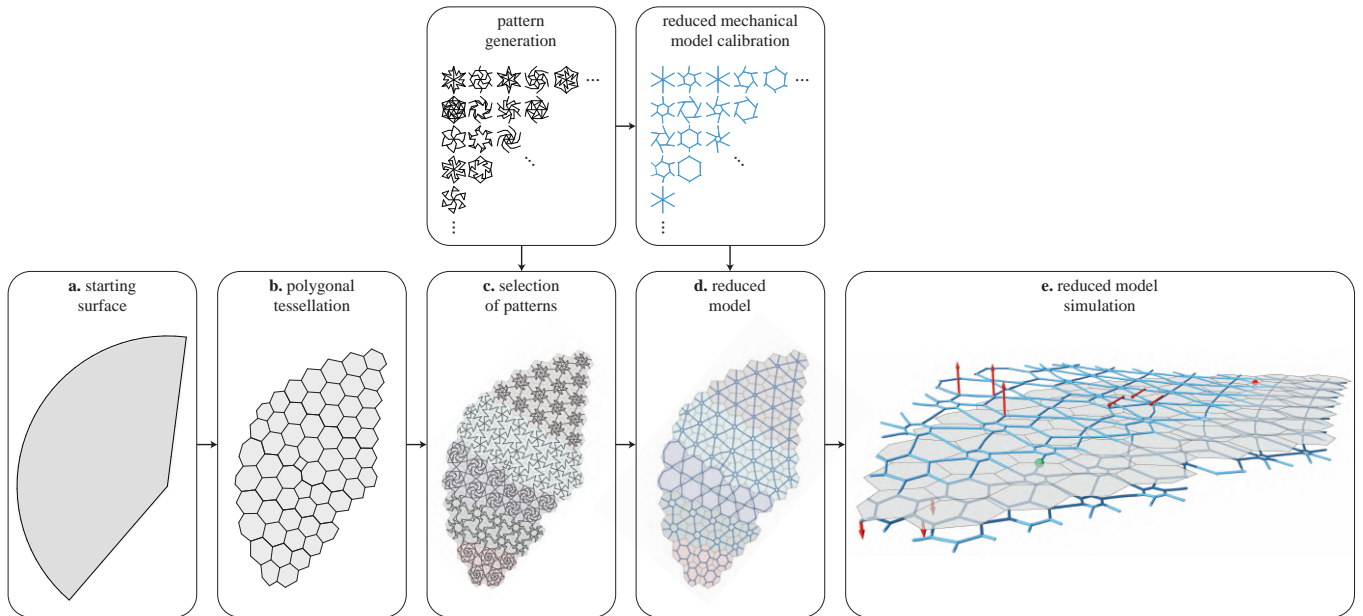 pattern
generation
...
...
...
reduced mechanical
model calibration
...
...
...
a. starting
surface
b. polygonal
tessellation
c. selection
of patterns
d. reduced
model
e. reduced model
simulation